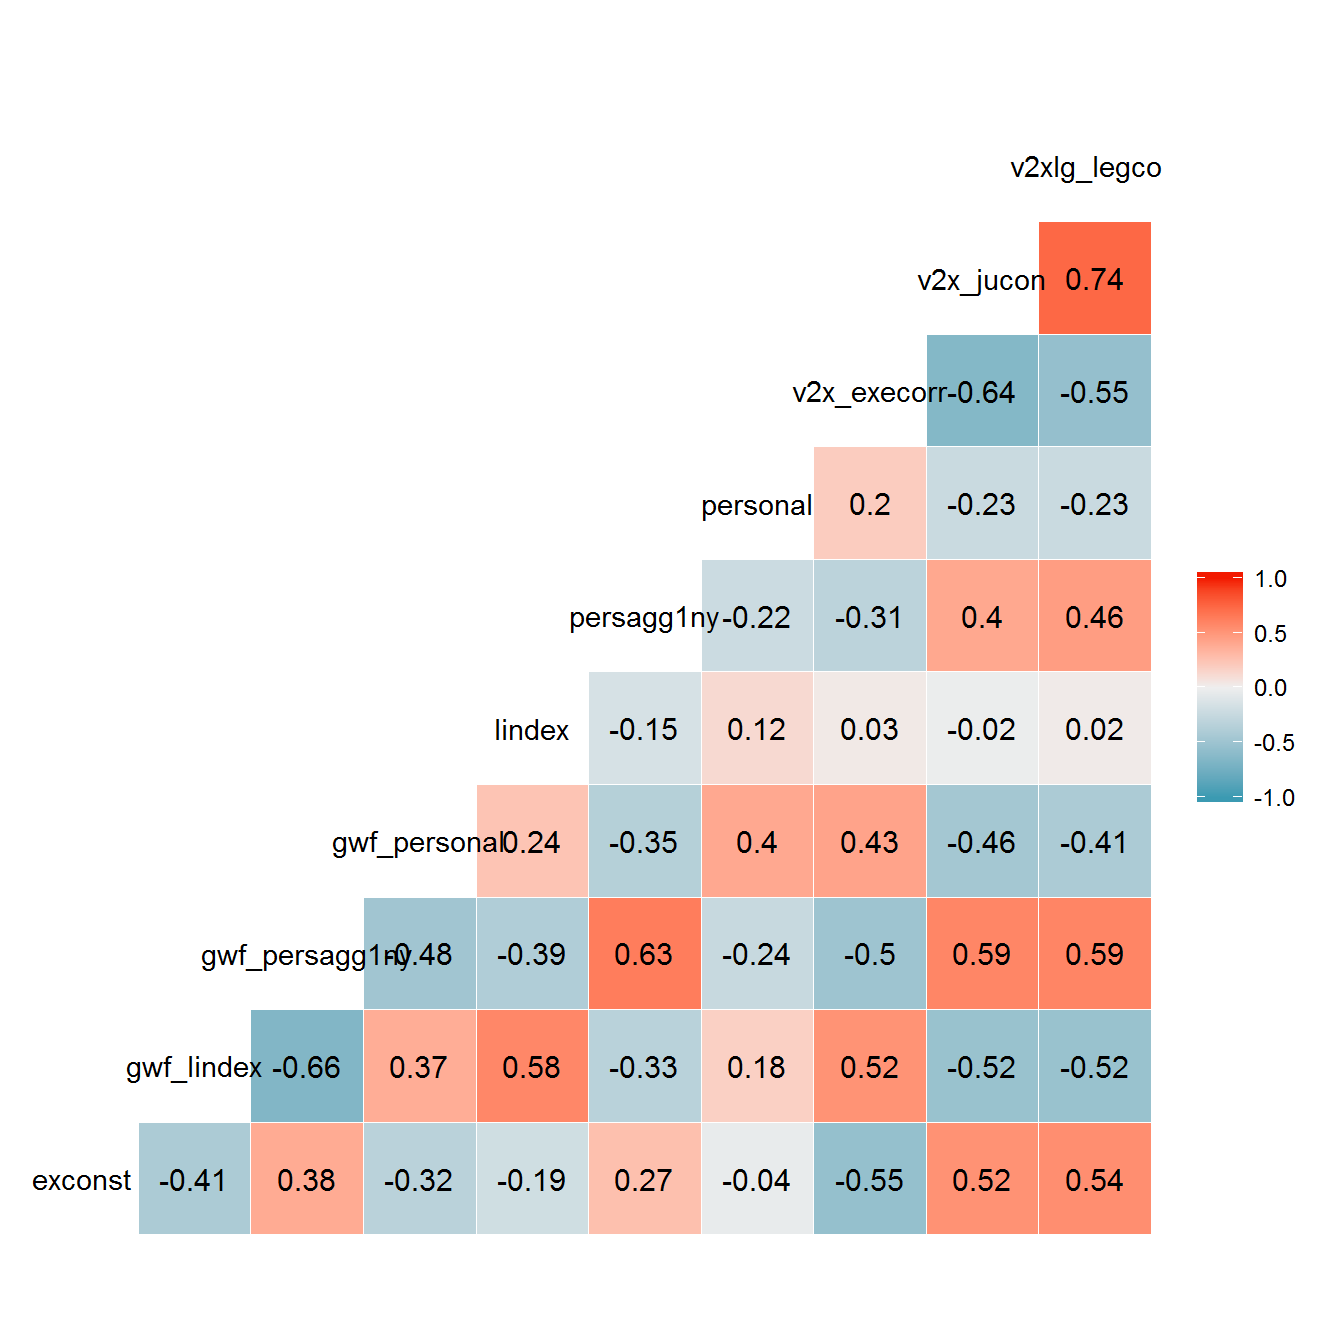 v2xlg_legco
v2x_jucon 0.74
v2x_execorr -0.64 -0.55
personal 0.2 -0.23 -0.23
persagg1ny -0.22 -0.31 0.4 0.46
lindex -0.15 0.12 0.03 -0.02 0.02
gwf_personal 0.24 -0.35 0.4 0.43 -0.46 -0.41
gwf_persagg1ny -0.48 -0.39 0.63 -0.24 -0.5 0.59 0.59
gwf_lindex -0.66 0.37 0.58 -0.33 0.18 0.52 -0.52 -0.52
exconst -0.41 0.38 -0.32 -0.19 0.27 -0.04 -0.55 0.52 0.54
1.0
0.5
0.0
-0.5
-1.0